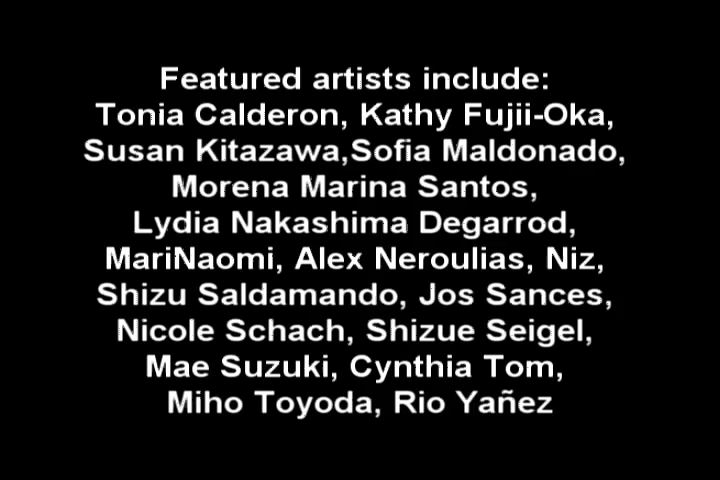 Featured artists include:
Tonia Calderon, Kathy Fujii-Oka,
Susan Kitazawa,Sofia Maldonado,
Morena Marina Santos,
Lydia Nakashima Degarrod,
MariNaomi, Alex Neroulias, Niz,
Shizu Saldamando, Jos Sances,
Nicole Schach, Shizue Seigel,
Mae Suzuki, Cynthia Tom,
Miho Toyoda, Rio Yañez